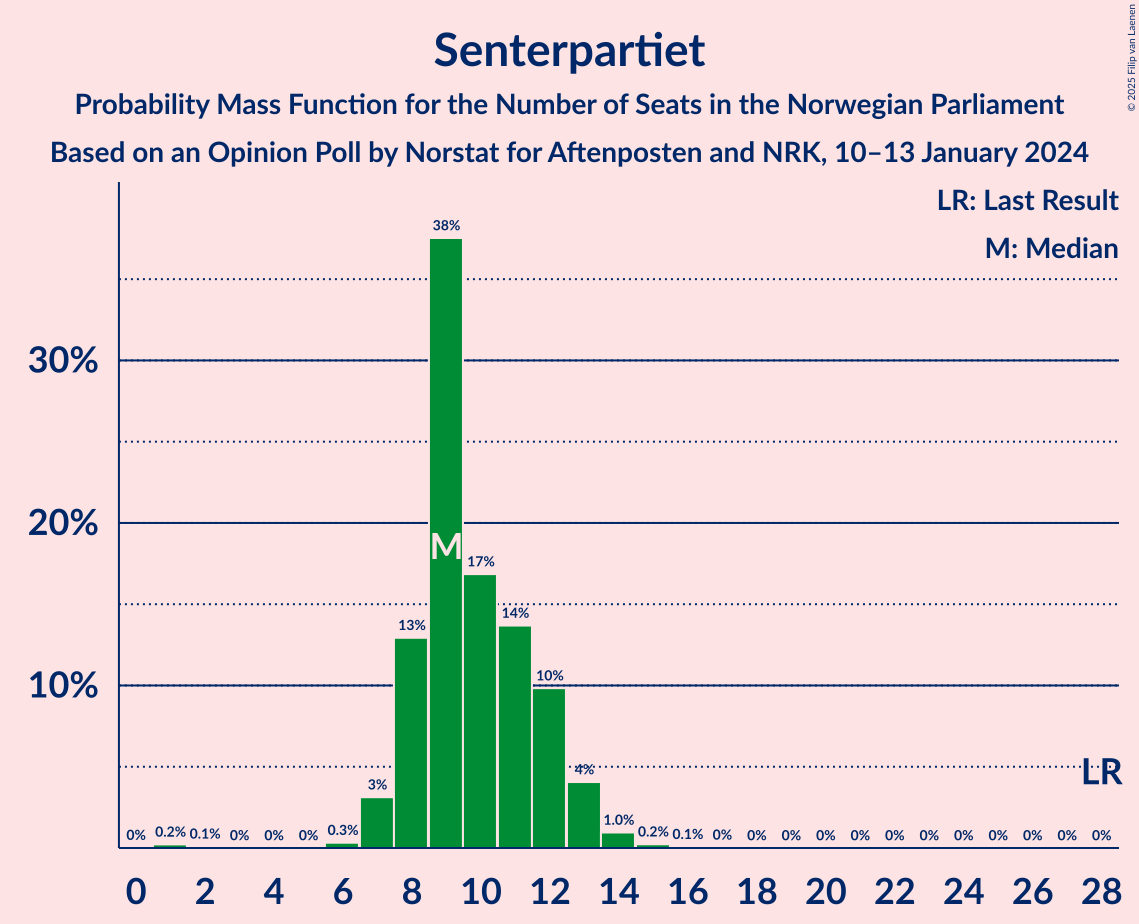 Senterpartiet
Probability Mass Function for the Number of Seats in the Norwegian Parliament
Based on an Opinion Poll by Norstat for Aftenposten and NRK, 10–13 January 2024
© 2025 Filip van Laenen
LR: Last Result
M: Median
30%
20%
10%
0% 0.2% 0.1% 0% 0% 0% 0.3% 3% 13% 38% 17% 14% 10% 4% 1.0% 0.2% 0.1% 0% 0% 0% 0% 0% 0% 0% 0% 0% 0% 0% 0%
M
LR
0 2 4 6 8 10 12 14 16 18 20 22 24 26 28